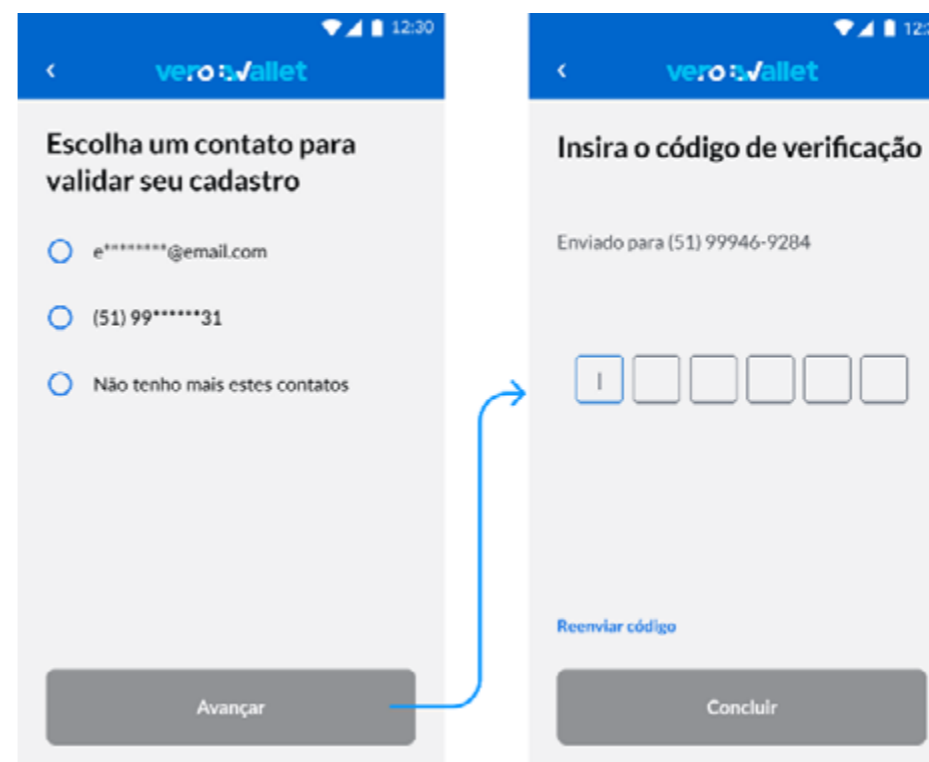 12:30
vero wallet
Escolha um contato para
validar seu cadastro
e********@email.com
(51) 99******31
Não tenho mais estes contatos
Avançar
vero wallet
Insira o código de verificação
Enviado para (51) 99946-9284
Reenviar código
Concluir